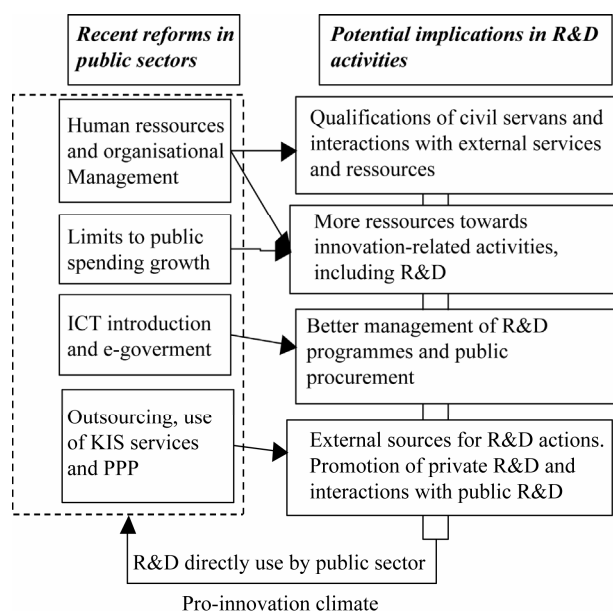 Recent reforms in
public sectors
Potential implications in R&D
activities
Human ressources
and organisational
Management
Qualifications of civil servans and
interactions with external services
and ressources
Limits to public
spending growth
More ressources towards
innovation-related activities,
including R&D
ICT introduction
and e-goverment
Better management of R&D
programmes and public
procurement
Outsourcing, use
of KIS services
and PPP
External sources for R&D actions.
Promotion of private R&D and
interactions with public R&D
R&D directly use by public sector
Pro-innovation climate